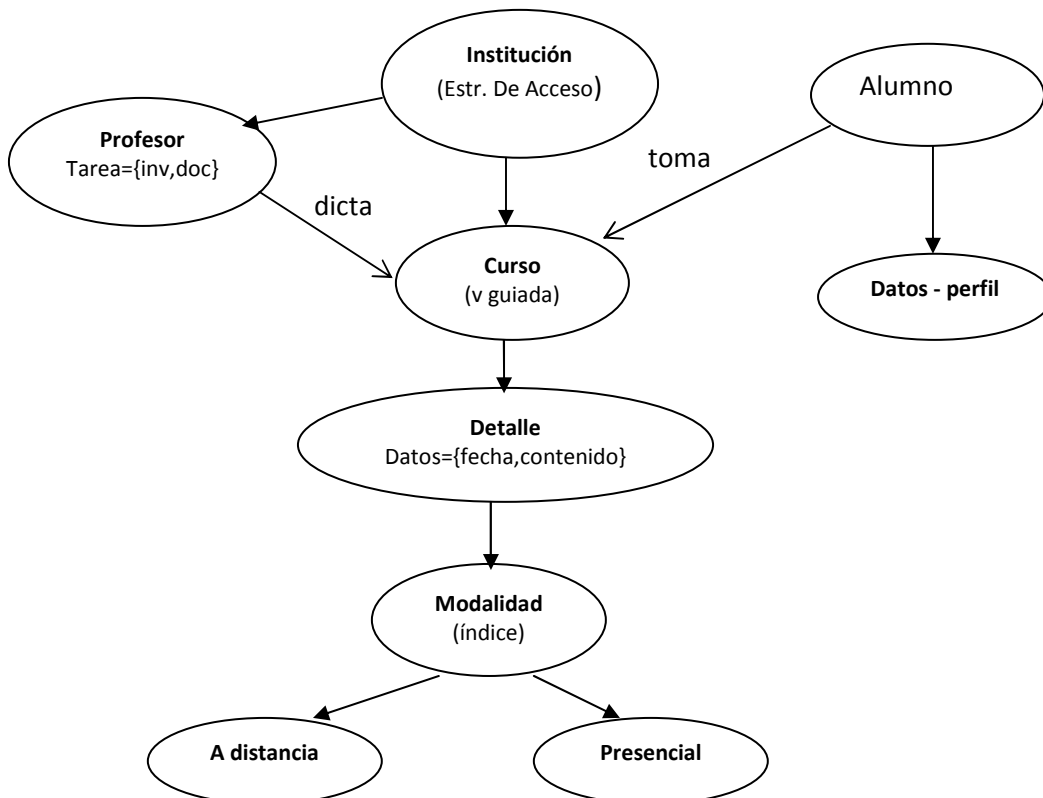 Institución
(Estr. De Acceso)
Alumno
Profesor
Tarea={inv,doc}
toma
dicta
Curso
(v guiada)
Datos - perfil
Detalle
Datos={fecha,contenido}
Modalidad
(índice)
A distancia
Presencial